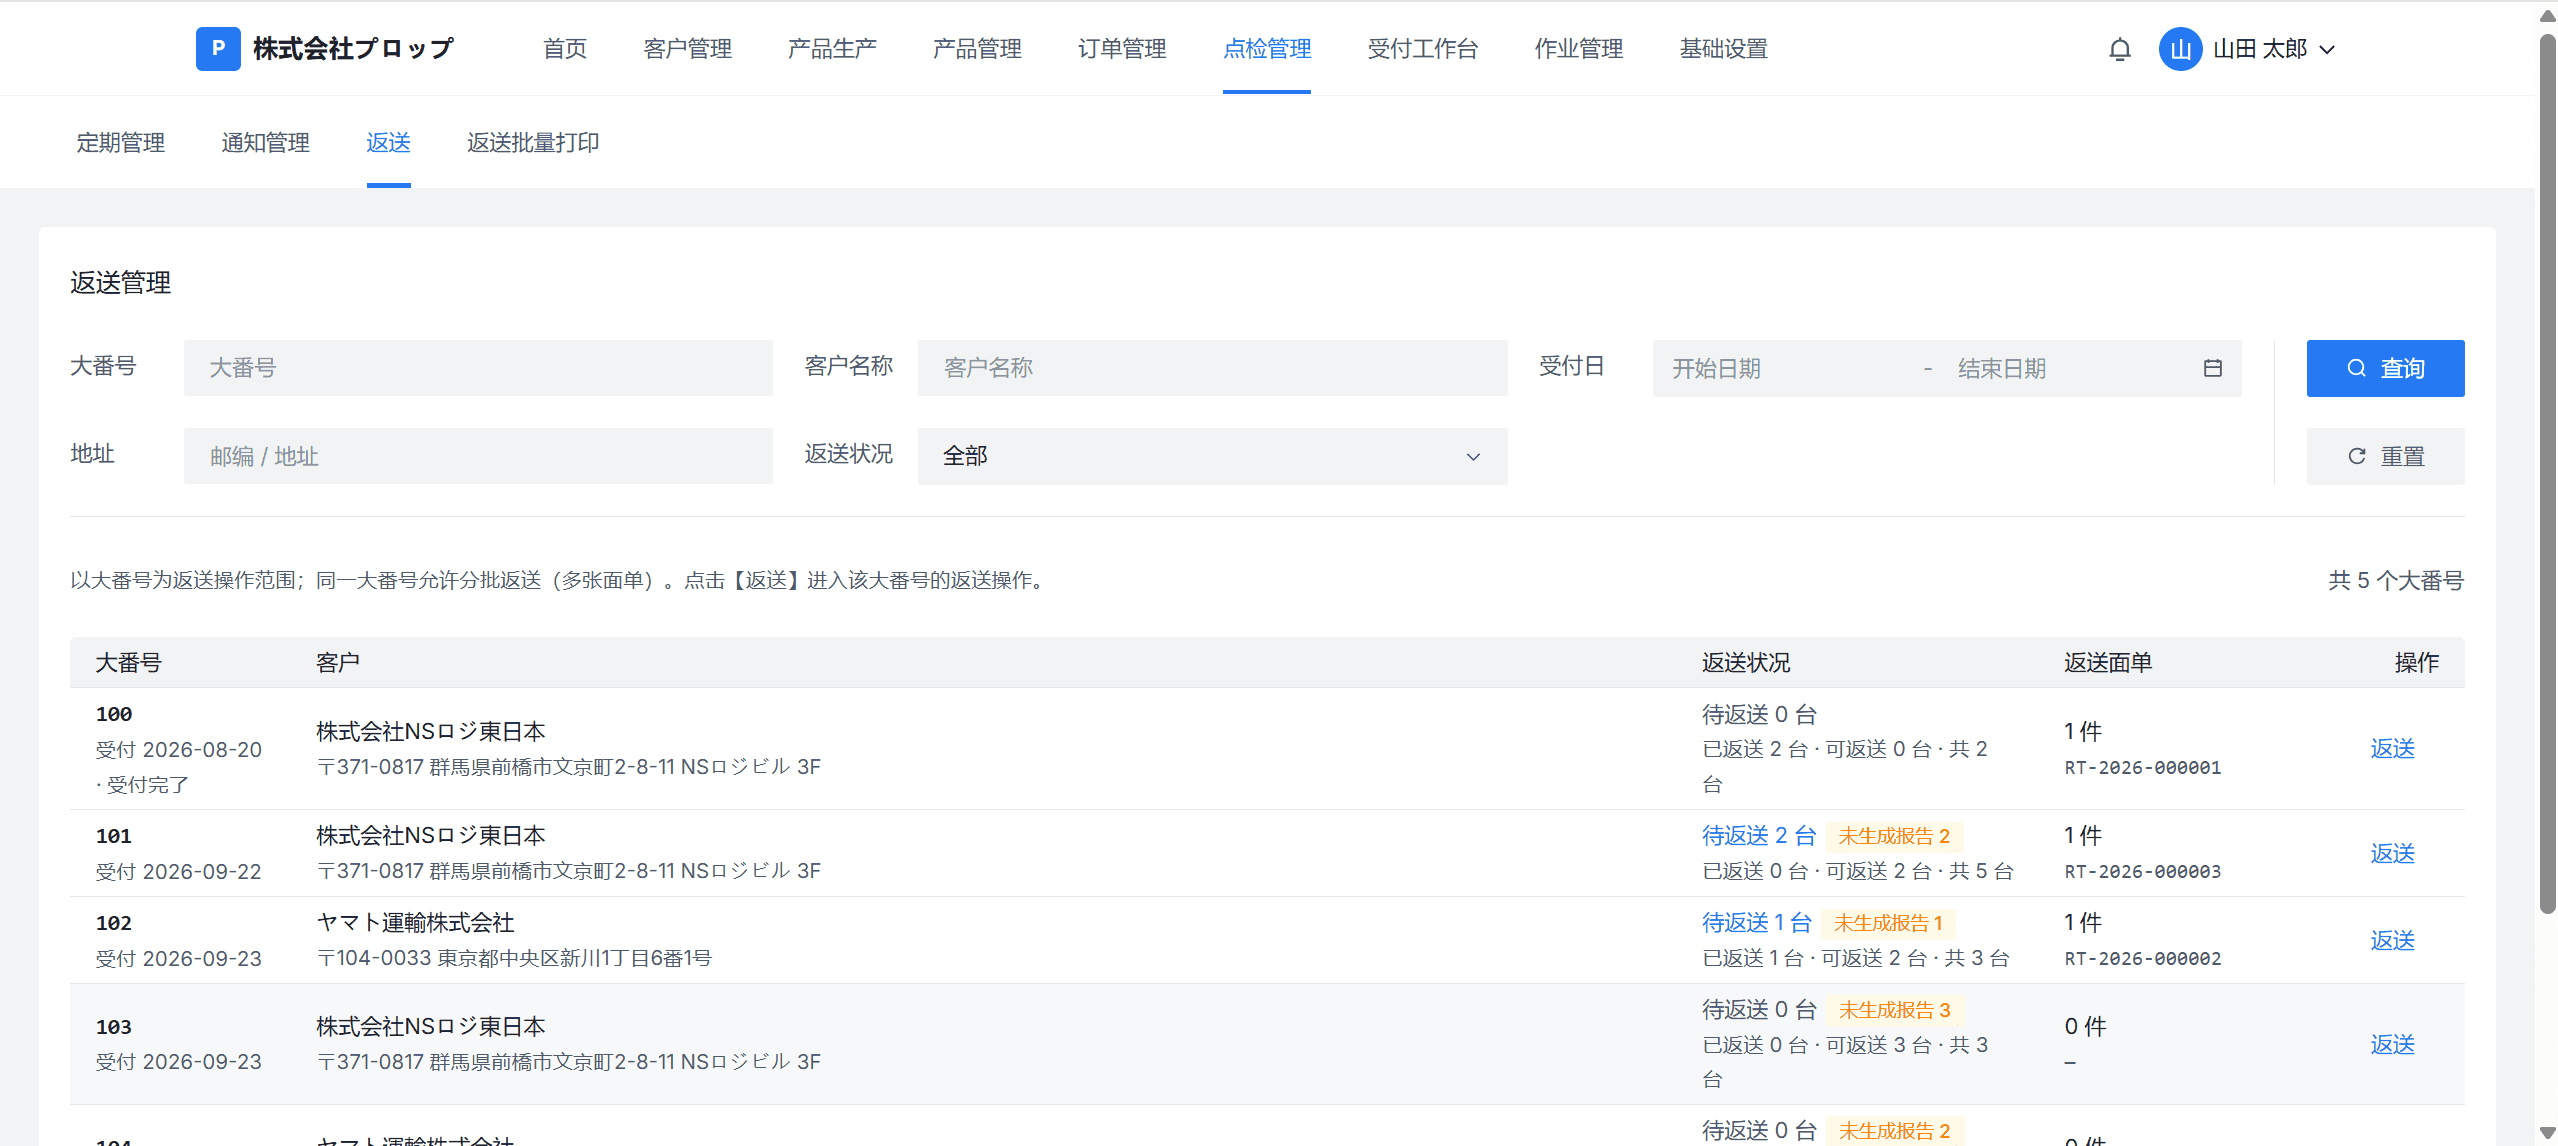 P 株式会社プロップ 首页 客户管理 产品生产 产品管理 订单管理 点检管理 受付工作台 作业管理 基础设置 山 山田 太郎
定期管理 通知管理 返送 返送批量打印
返送管理
大番号 大番号 客户名称 客户名称 受付日 开始日期 - 结束日期 查询
地址 邮编 / 地址 返送状况 全部 重置
以大番号为返送操作范围；同一大番号允许分批返送（多张面单）。点击【返送】进入该大番号的返送操作。 共 5 个大番号
大番号 客户 返送状况 返送面单 操作
100
受付 2026-08-20
· 受付完了
株式会社NSロジ東日本
〒371-0817 群馬県前橋市文京町2-8-11 NSロジビル 3F
待返送 0 台
已返送 2 台 · 可返送 0 台 · 共 2
台
1 件
RT-2026-000001
返送
101
受付 2026-09-22
株式会社NSロジ東日本
〒371-0817 群馬県前橋市文京町2-8-11 NSロジビル 3F
待返送 2 台 未生成报告 2
已返送 0 台 · 可返送 2 台 · 共 5 台
1 件
RT-2026-000003
返送
102
受付 2026-09-23
ヤマト運輸株式会社
〒104-0033 東京都中央区新川1丁目6番1号
待返送 1 台 未生成报告 1
已返送 1 台 · 可返送 2 台 · 共 3 台
1 件
RT-2026-000002
返送
103
受付 2026-09-23
株式会社NSロジ東日本
〒371-0817 群馬県前橋市文京町2-8-11 NSロジビル 3F
待返送 0 台 未生成报告 3
已返送 0 台 · 可返送 3 台 · 共 3
台
0 件
–
返送
104
ヤマト運輸株式会社
待返送 0 台 未生成报告 2
0 件